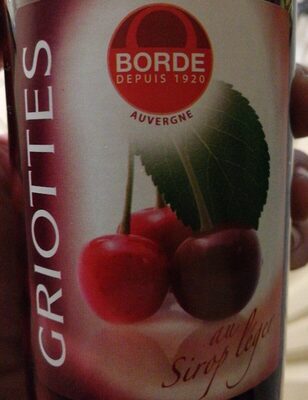 BORDE
DEPUIS 1920
AUVERGNE
GRIOTTES
au
Sirop léger